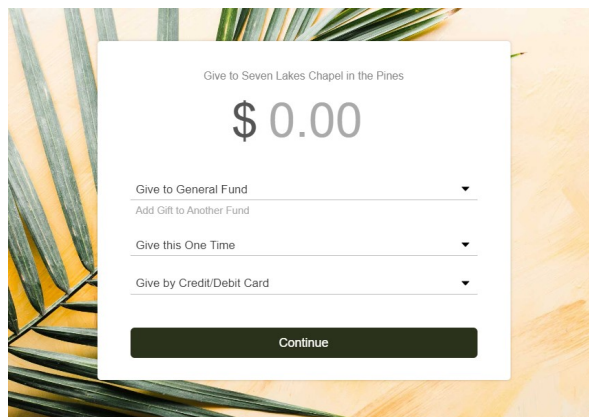 Give to Seven Lakes Chapel in the Pines
$ 0.00
Give to General Fund
Add Gift to Another Fund
Give this One Time
Give by Credit/Debit Card
Continue